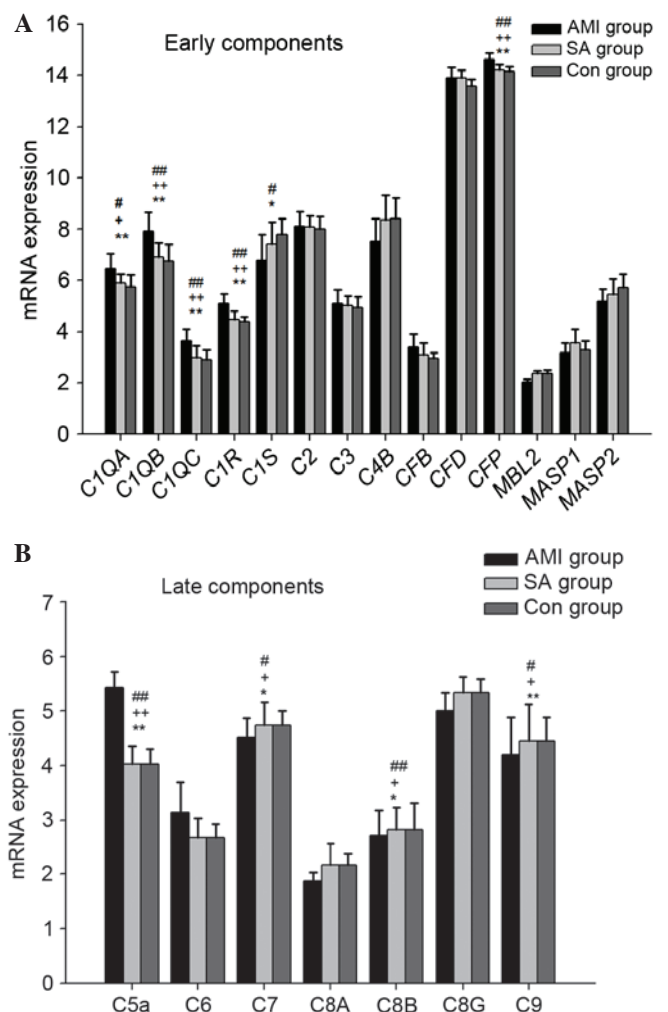 A
Early components
AMI group
SA group
Con group
mRNA expression
16
14
12
10
8
6
4
2
0
#
+
**
##
++
**
##
++
**
##
++
**
#
*
##
++
**
C1QA
C1QB
C1QC
C1R
C1S
C2
C3
C4B
CFB
CFD
CFP
MBL2
MASP1
MASP2
B
Late components
AMI group
SA group
Con group
mRNA expression
7
6
5
4
3
2
1
0
##
++
**
#
+
*
##
+
*
#
+
**
C5a C6 C7 C8A C8B C8G C9